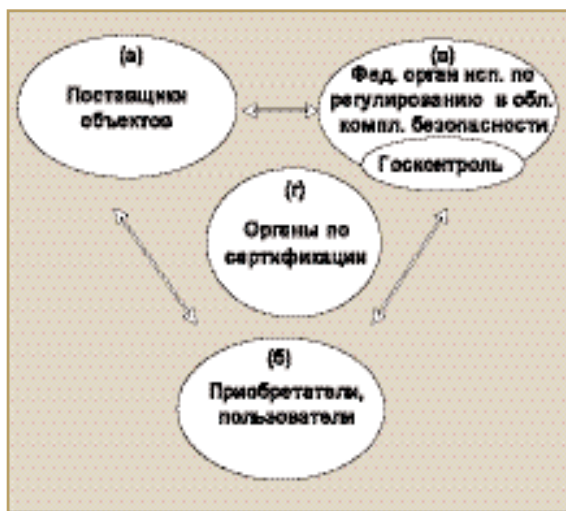 (а)
Поставщики
объектов
(в)
Фед. орган исп. по
регулированию в обл.
компл. безопасности
Госконтроль
(г)
Органы по
сертификации
(б)
Приобретатели,
пользователи